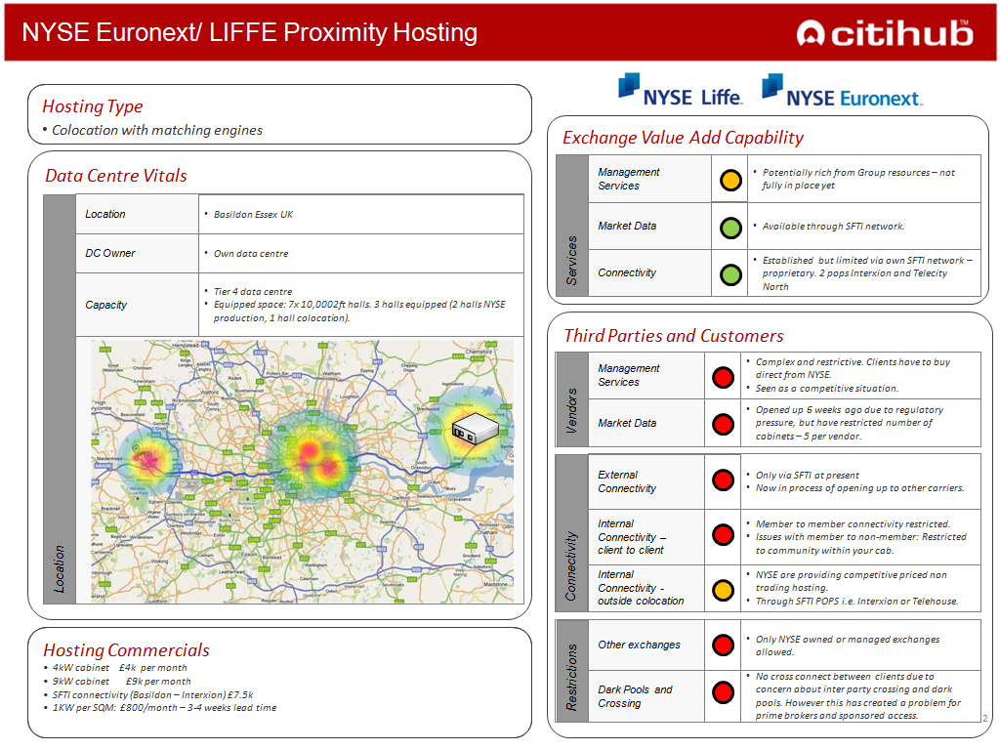 NYSE Euronext/ LIFFE Proximity Hosting
citihub™
NYSE Liffe.
NYSE Euronext.
Hosting Type
• Colocation with matching engines
Data Centre Vitals
Location
Location
• Basildon Essex UK
DC Owner
• Own data centre
Capacity
• Tier 4 data centre
• Equipped space: 7x 10,0002ft halls. 3 halls equipped (2 halls NYSE
production, 1 hall colocation).
Hosting Commercials
• 4kW cabinet £4k per month
• 9kW cabinet £9k per month
• SFTI connectivity (Basildon – Interxion) £7.5k
• 1KW per SQM: £800/month – 3-4 weeks lead time
Exchange Value Add Capability
Services
Management
Services
• Potentially rich from Group resources – not
fully in place yet
Market Data
• Available through SFTI network.
Connectivity
• Established but limited via own SFTI network –
proprietary. 2 pops Interxion and Telecity
North
Third Parties and Customers
Vendors
Management
Services
• Complex and restrictive. Clients have to buy
direct from NYSE.
• Seen as a competitive situation.
Market Data
• Opened up 6 weeks ago due to regulatory
pressure, but have restricted number of
cabinets – 5 per vendor.
Connectivity
External
Connectivity
• Only via SFTI at present
• Now in process of opening up to other carriers.
Internal
Connectivity –
client to client
• Member to member connectivity restricted.
• Issues with member to non-member: Restricted
to community within your cab.
Internal
Connectivity -
outside colocation
• NYSE are providing competitive priced non
trading hosting.
• Through SFTI POPS i.e. Interxion or Telehouse.
Restrictions
Other exchanges
• Only NYSE owned or managed exchanges
allowed.
Dark Pools and
Crossing
• No cross connect between clients due to
concern about inter party crossing and dark
pools. However this has created a problem for
prime brokers and sponsored access.
2